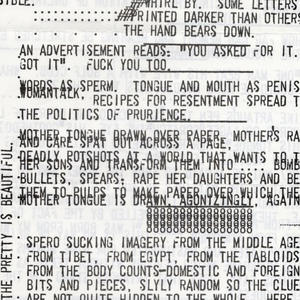 SIBLE. WHIRL BY. SOME LETTERS
PRINTED DARKER THAN OTHERS
THE HAND BEARS DOWN.
AN ADVERTISEMENT READS: "YOU ASKED FOR IT.
GOT IT". FUCK YOU TOO.
WORDS AS SPERM. TONGUE AND MOUTH AS PENIS
WOMANTALK. RECIPES FOR RESENTMENT SPREAD T
THE POLITICS OF PRURIENCE.
MOTHER TONGUE DRAWN OVER PAPER. MOTHER'S RA
AND CARE SPAT OUT ACROSS A PAGE,
DEADLY POTSHOTS AT A WORLD THAT WANTS TO
HER SONS AND TRANSFORM THEM INTO BOMB
BULLETS, SPEARS; RAPE HER DAUGHTERS AND BE
THEM TO PULPS TO MAKE PAPER OVER WHICH THE
MOTHER TONGUE IS DRAWN, AGONIZINGLY, AGAIN
SPERO SUCKING IMAGERY FROM THE MIDDLE AGE
FROM TIBET, FROM EGYPT, FROM THE TABLOIDS
FROM THE BODY COUNTS-DOMESTIC AND FOREIGN
BITS AND PIECES, SLYLY RANDOM SO THE CLUE
ARE NOT QUITE HIDDEN TO THE WHOLE. HERE
THE PRETTY IS BEAUTIFUL.